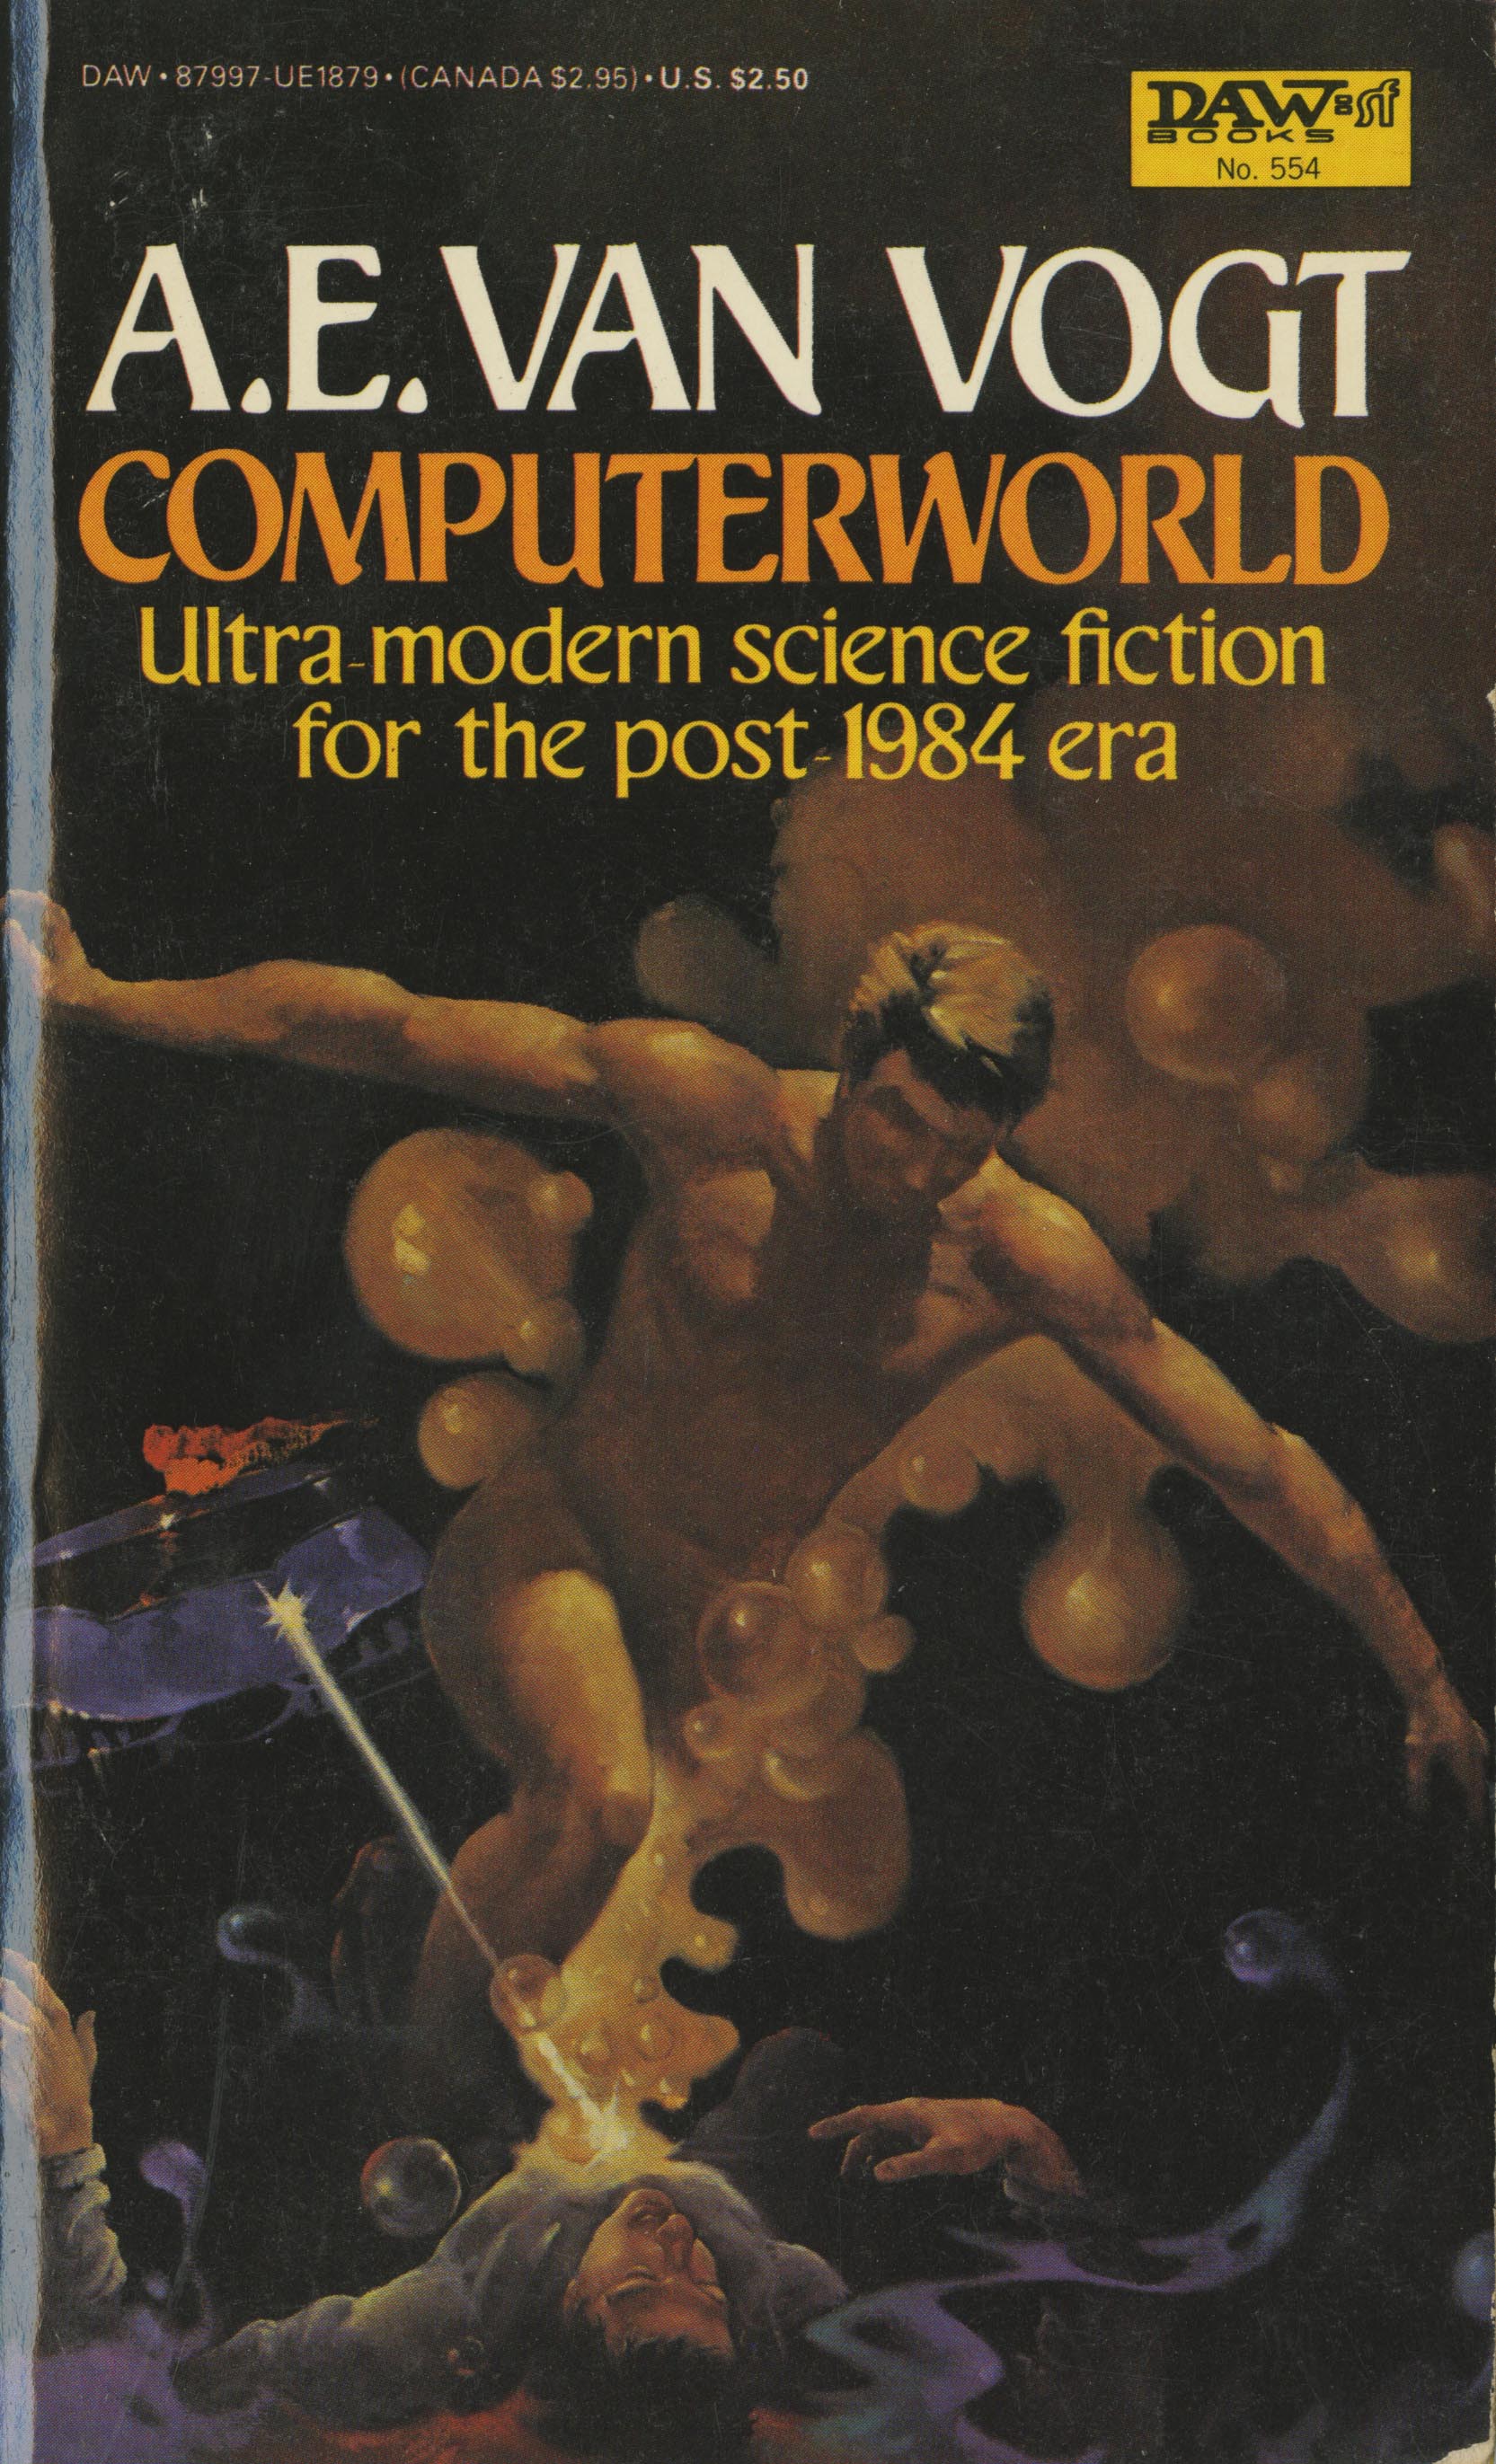 DAW • 87997-UE1879 • (CANADA $2.95) • U.S. $2.50
DAW sf
BOOKS
No. 554
A.E. VAN VOGT
COMPUTERWORLD
Ultra-modern science fiction
for the post-1984 era